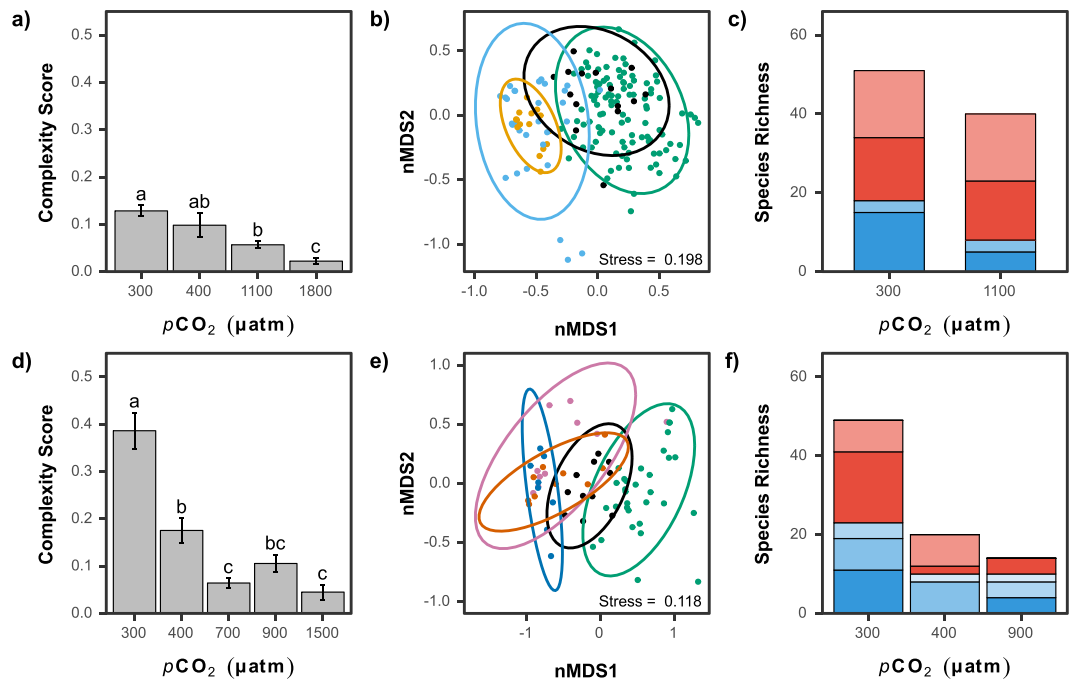 a)
Complexity Score
0.5
0.4
0.3
0.2
0.1
0.0
a
ab
b
c
300 400 1100 1800
pCO₂ (µatm)
b)
nMDS2
0.5
0.0
-0.5
-1.0
Stress = 0.198
-1.0 -0.5 0.0 0.5
nMDS1
c)
Species Richness
60
40
20
0
300 1100
pCO₂ (µatm)
d)
Complexity Score
0.5
0.4
0.3
0.2
0.1
0.0
a
b
c
bc
c
300 400 700 900 1500
pCO₂ (µatm)
e)
nMDS2
1.0
0.5
0.0
-0.5
-1.0
Stress = 0.118
-1 0 1
nMDS1
f)
Species Richness
60
40
20
0
300 400 900
pCO₂ (µatm)